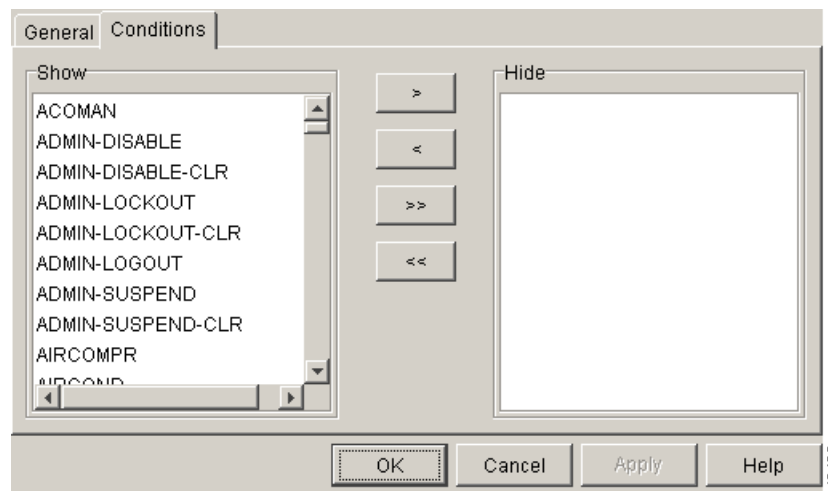 General Conditions
Show
Hide
ACOMAN
ADMIN-DISABLE
ADMIN-DISABLE-CLR
ADMIN-LOCKOUT
ADMIN-LOCKOUT-CLR
ADMIN-LOGOUT
ADMIN-SUSPEND
ADMIN-SUSPEND-CLR
AIRCOMPR
AIRCOND
>
<
>>
<<
OK Cancel Apply Help